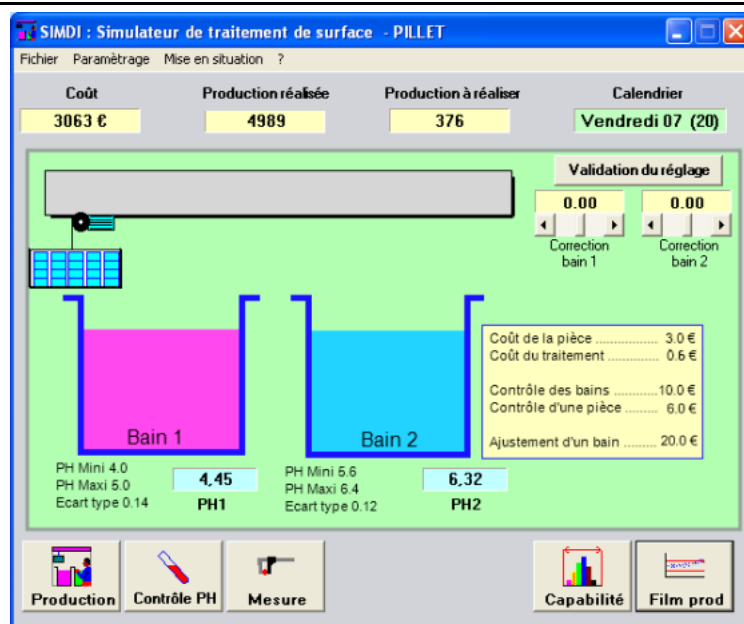 SIMDI : Simulateur de traitement de surface - PILLET
Fichier Paramètrage Mise en situation ?
Coût Production réalisée Production à réaliser Calendrier
3063 € 4989 376 Vendredi 07 (20)
Validation du réglage
0.00 0.00
Correction bain 1 Correction bain 2
Coût de la pièce ................ 3.0 €
Coût du traitement ............. 0.6 €
Contrôle des bains ...........10.0 €
Contrôle d'une pièce ........ 6.0 €
Ajustement d'un bain ....... 20.0 €
Bain 1 Bain 2
PH Mini 4.0
PH Maxi 5.0
Ecart type 0.14
4,45
PH1
PH Mini 5.6
PH Maxi 6.4
Ecart type 0.12
6,32
PH2
Production Contrôle PH Mesure Capabilité Film prod